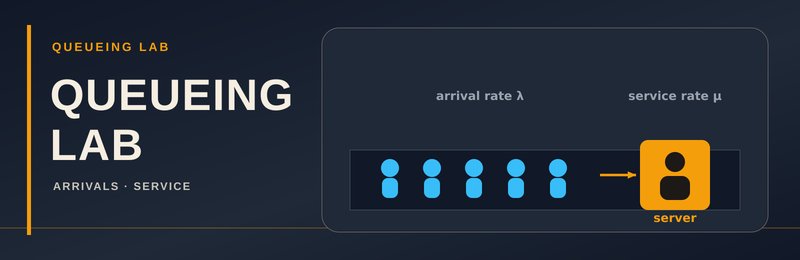 QUEUEING LAB
QUEUEING
LAB
ARRIVALS · SERVICE
arrival rate λ
service rate μ
server